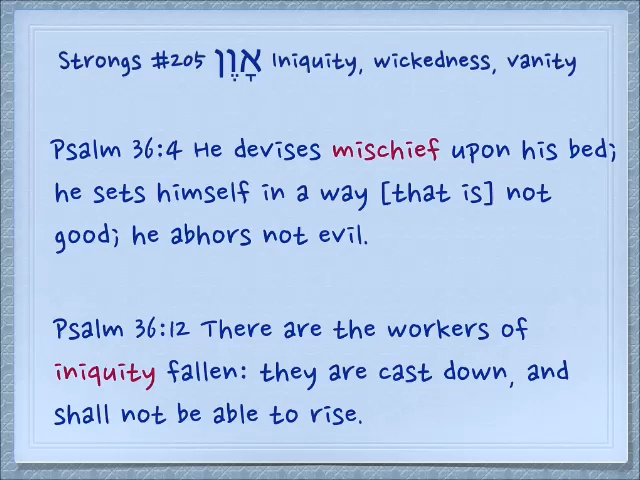 Strongs #205 אָוֶן Iniquity, wickedness, vanity
Psalm 36:4 He devises mischief upon his bed;
he sets himself in a way [that is] not
good; he abhors not evil.
Psalm 36:12 There are the workers of
iniquity fallen: they are cast down, and
shall not be able to rise.